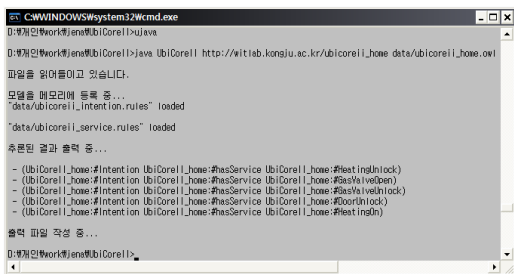 C:\WINDOWS\system32\cmd.exe
D:\개인\work\jena\UbiCoreII>ujava
D:\개인\work\jena\UbiCoreII>java UbiCoreII http://witlab.kongju.ac.kr/ubicoreii_home data/ubicoreii_home.owl
파일을 읽어들이고 있습니다.
모델을 메모리에 등록 중...
"data/ubicoreii_intention.rules" loaded
"data/ubicoreii_service.rules" loaded
추론된 결과 출력 중...
- (UbiCoreII_home:#Intention UbiCoreII_home:#hasService UbiCoreII_home:#HeatingUnlock)
- (UbiCoreII_home:#Intention UbiCoreII_home:#hasService UbiCoreII_home:#GasValveOpen)
- (UbiCoreII_home:#Intention UbiCoreII_home:#hasService UbiCoreII_home:#GasValveUnlock)
- (UbiCoreII_home:#Intention UbiCoreII_home:#hasService UbiCoreII_home:#DoorUnlock)
- (UbiCoreII_home:#Intention UbiCoreII_home:#hasService UbiCoreII_home:#HeatingOn)
출력 파일 작성 중...
D:\개인\work\jena\UbiCoreII>_